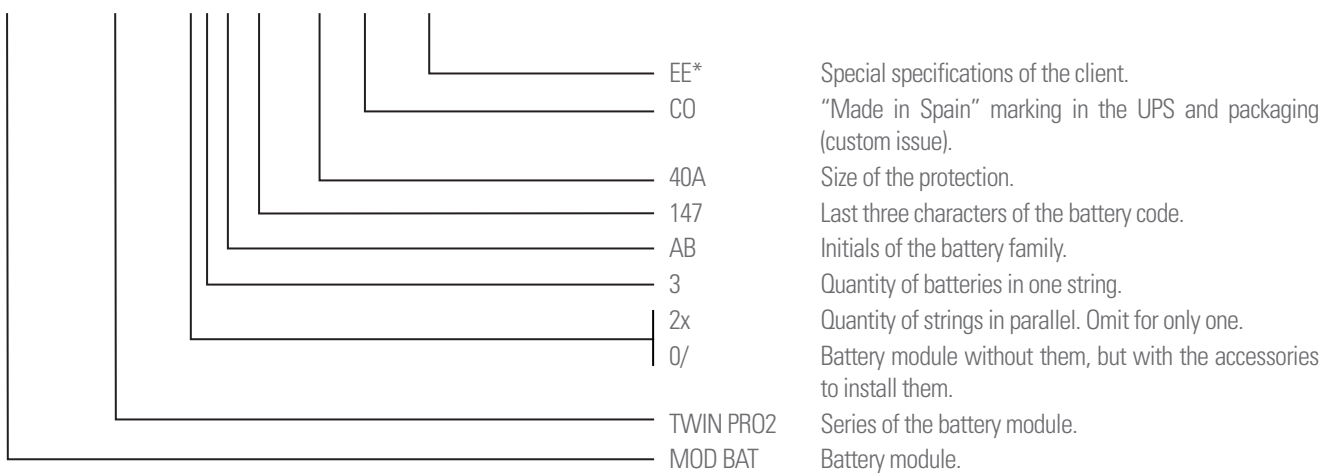 EE* Special specifications of the client.
CO “Made in Spain” marking in the UPS and packaging
(custom issue).
40A Size of the protection.
147 Last three characters of the battery code.
AB Initials of the battery family.
3 Quantity of batteries in one string.
2x Quantity of strings in parallel. Omit for only one.
0/ Battery module without them, but with the accessories
to install them.
TWIN PRO2 Series of the battery module.
MOD BAT Battery module.